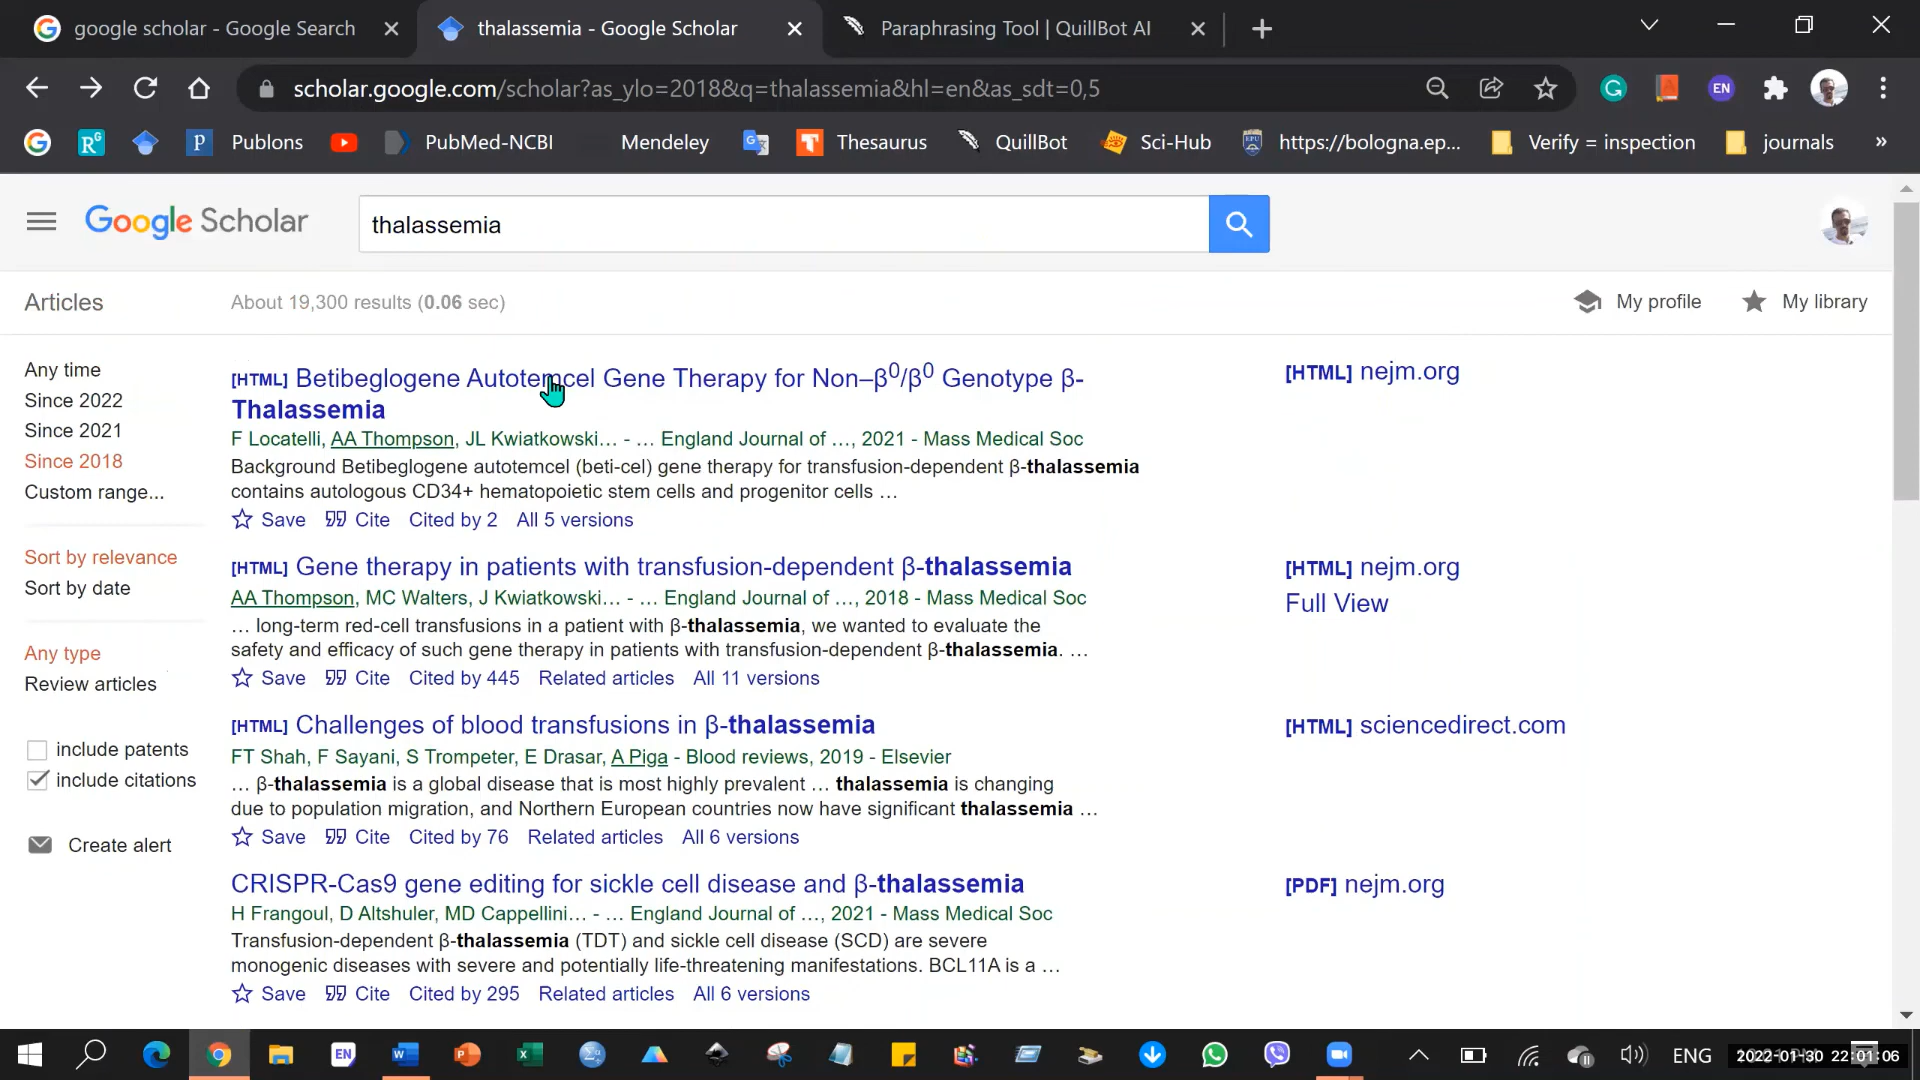 google scholar - Google Search
thalassemia - Google Scholar
Paraphrasing Tool | QuillBot AI
scholar.google.com/scholar?as_ylo=2018&q=thalassemia&hl=en&as_sdt=0,5
EN
Publons
PubMed-NCBI
Mendeley
Thesaurus
QuillBot
Sci-Hub
https://bologna.ep...
Verify = inspection
journals
»
Google Scholar
thalassemia
Articles
About 19,300 results (0.06 sec)
My profile
My library
Any time
Since 2022
Since 2021
Since 2018
Custom range...
Sort by relevance
Sort by date
Any type
Review articles
include patents
include citations
Create alert
[HTML] Betibeglogene Autotemcel Gene Therapy for Non–β0/β0 Genotype β-
Thalassemia
F Locatelli, AA Thompson, JL Kwiatkowski… - … England Journal of …, 2021 - Mass Medical Soc
Background Betibeglogene autotemcel (beti-cel) gene therapy for transfusion-dependent β-thalassemia
contains autologous CD34+ hematopoietic stem cells and progenitor cells …
Save Cite Cited by 2 All 5 versions
[HTML] nejm.org
[HTML] Gene therapy in patients with transfusion-dependent β-thalassemia
AA Thompson, MC Walters, J Kwiatkowski… - … England Journal of …, 2018 - Mass Medical Soc
… long-term red-cell transfusions in a patient with β-thalassemia, we wanted to evaluate the
safety and efficacy of such gene therapy in patients with transfusion-dependent β-thalassemia. …
Save Cite Cited by 445 Related articles All 11 versions
[HTML] nejm.org
Full View
[HTML] Challenges of blood transfusions in β-thalassemia
FT Shah, F Sayani, S Trompeter, E Drasar, A Piga - Blood reviews, 2019 - Elsevier
… β-thalassemia is a global disease that is most highly prevalent … thalassemia is changing
due to population migration, and Northern European countries now have significant thalassemia …
Save Cite Cited by 76 Related articles All 6 versions
[HTML] sciencedirect.com
CRISPR-Cas9 gene editing for sickle cell disease and β-thalassemia
H Frangoul, D Altshuler, MD Cappellini… - … England Journal of …, 2021 - Mass Medical Soc
Transfusion-dependent β-thalassemia (TDT) and sickle cell disease (SCD) are severe
monogenic diseases with severe and potentially life-threatening manifestations. BCL11A is a …
Save Cite Cited by 295 Related articles All 6 versions
[PDF] nejm.org
EN
ENG
2022-01-30 22:01:06